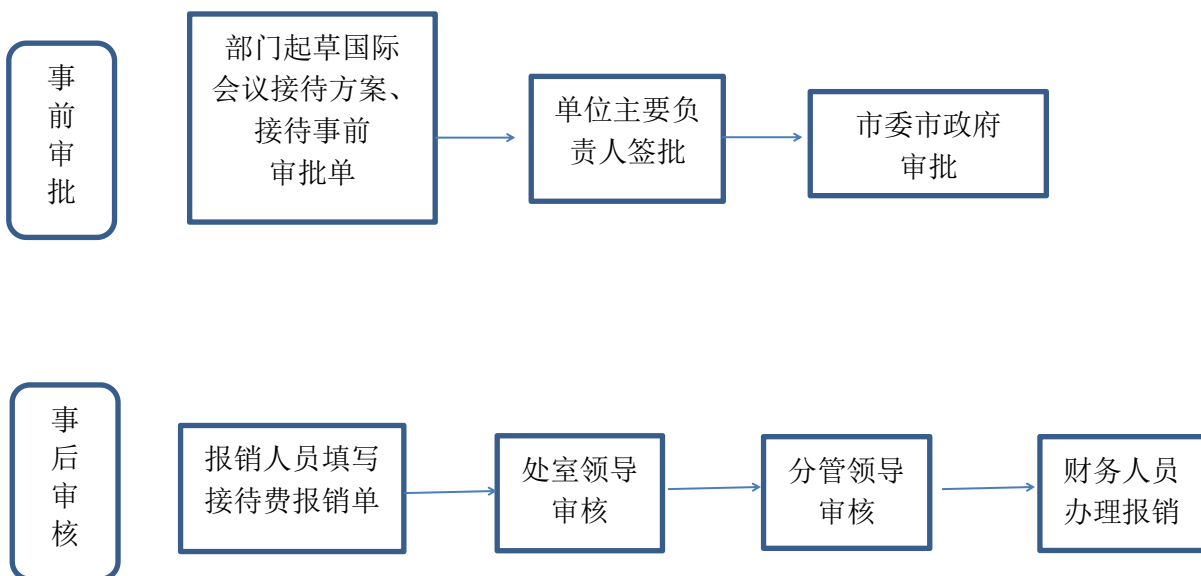 事
前
审
批
部门起草国际
会议接待方案、
接待事前
审批单
单位主要负
责人签批
市委市政府
审批
事
后
审
核
报销人员填写
接待费报销单
处室领导
审核
分管领导
审核
财务人员
办理报销